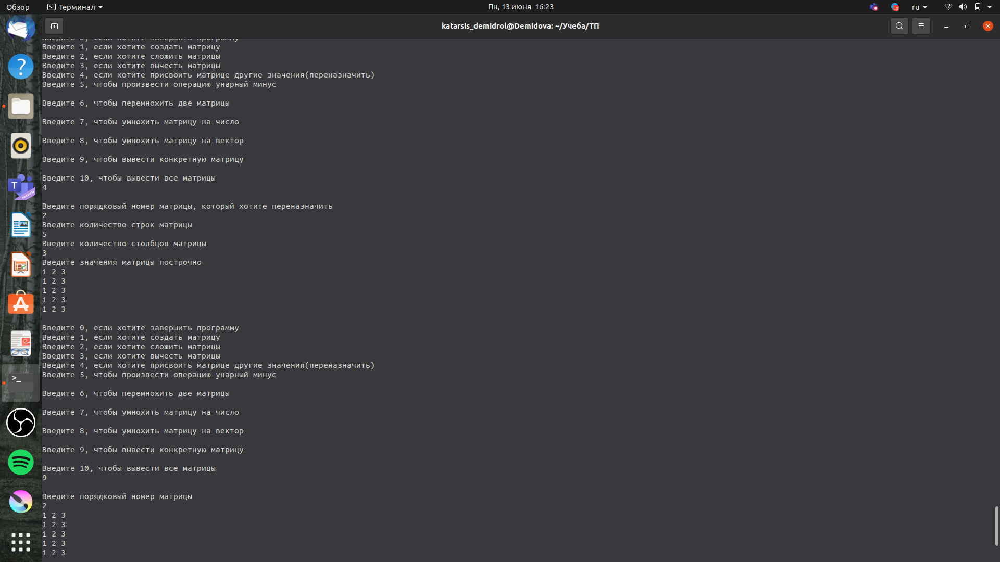 Обзор Терминал Пн, 13 июня 16:23 ru
katarsis_demidrol@Demidova: ~/Учеба/ТП
Введите 0, если хотите завершить программу
Введите 1, если хотите создать матрицу
Введите 2, если хотите сложить матрицы
Введите 3, если хотите вычесть матрицы
Введите 4, если хотите присвоить матрице другие значения(переназначить)
Введите 5, чтобы произвести операцию унарный минус
Введите 6, чтобы перемножить две матрицы
Введите 7, чтобы умножить матрицу на число
Введите 8, чтобы умножить матрицу на вектор
Введите 9, чтобы вывести конкретную матрицу
Введите 10, чтобы вывести все матрицы
4
Введите порядковый номер матрицы, который хотите переназначить
2
Введите количество строк матрицы
5
Введите количество столбцов матрицы
3
Введите значения матрицы построчно
1 2 3
1 2 3
1 2 3
1 2 3
1 2 3
Введите 0, если хотите завершить программу
Введите 1, если хотите создать матрицу
Введите 2, если хотите сложить матрицы
Введите 3, если хотите вычесть матрицы
Введите 4, если хотите присвоить матрице другие значения(переназначить)
Введите 5, чтобы произвести операцию унарный минус
Введите 6, чтобы перемножить две матрицы
Введите 7, чтобы умножить матрицу на число
Введите 8, чтобы умножить матрицу на вектор
Введите 9, чтобы вывести конкретную матрицу
Введите 10, чтобы вывести все матрицы
9
Введите порядковый номер матрицы
2
1 2 3
1 2 3
1 2 3
1 2 3
1 2 3